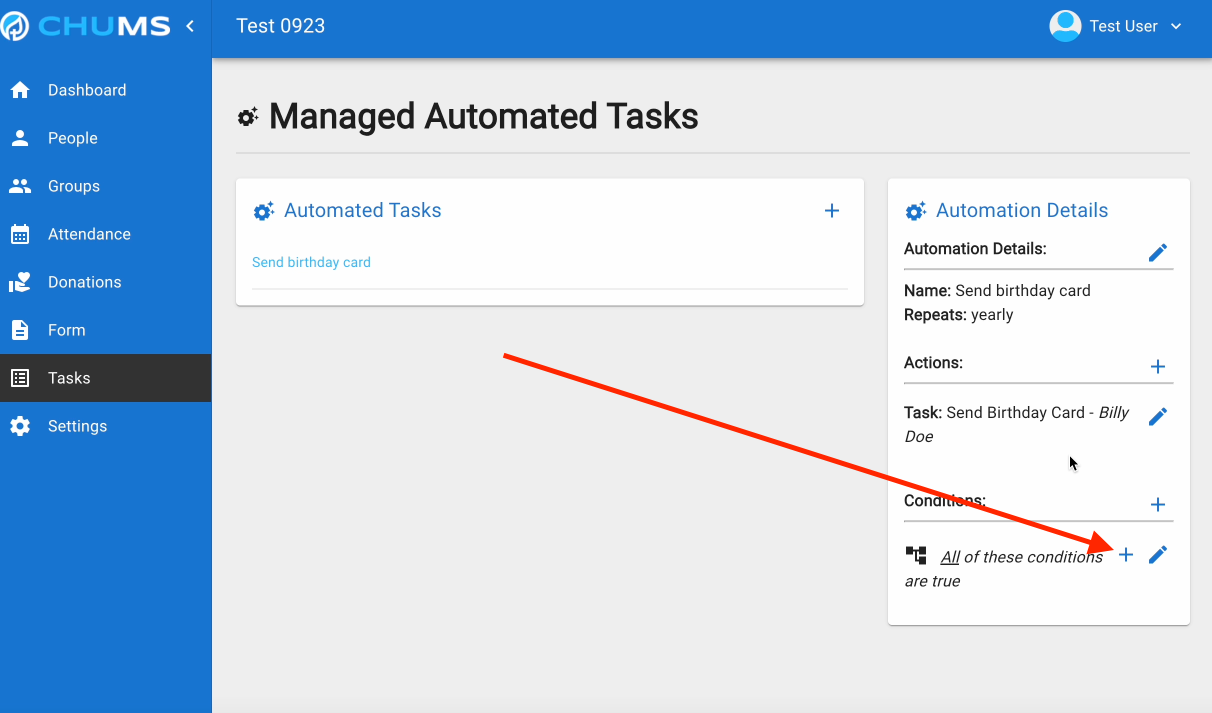 CHUMS
Test 0923
Test User
Dashboard
People
Groups
Attendance
Donations
Form
Tasks
Settings
Managed Automated Tasks
Automated Tasks
Send birthday card
Automation Details
Automation Details:
Name: Send birthday card
Repeats: yearly
Actions:
Task: Send Birthday Card - Billy
Doe
Conditions:
All of these conditions
are true